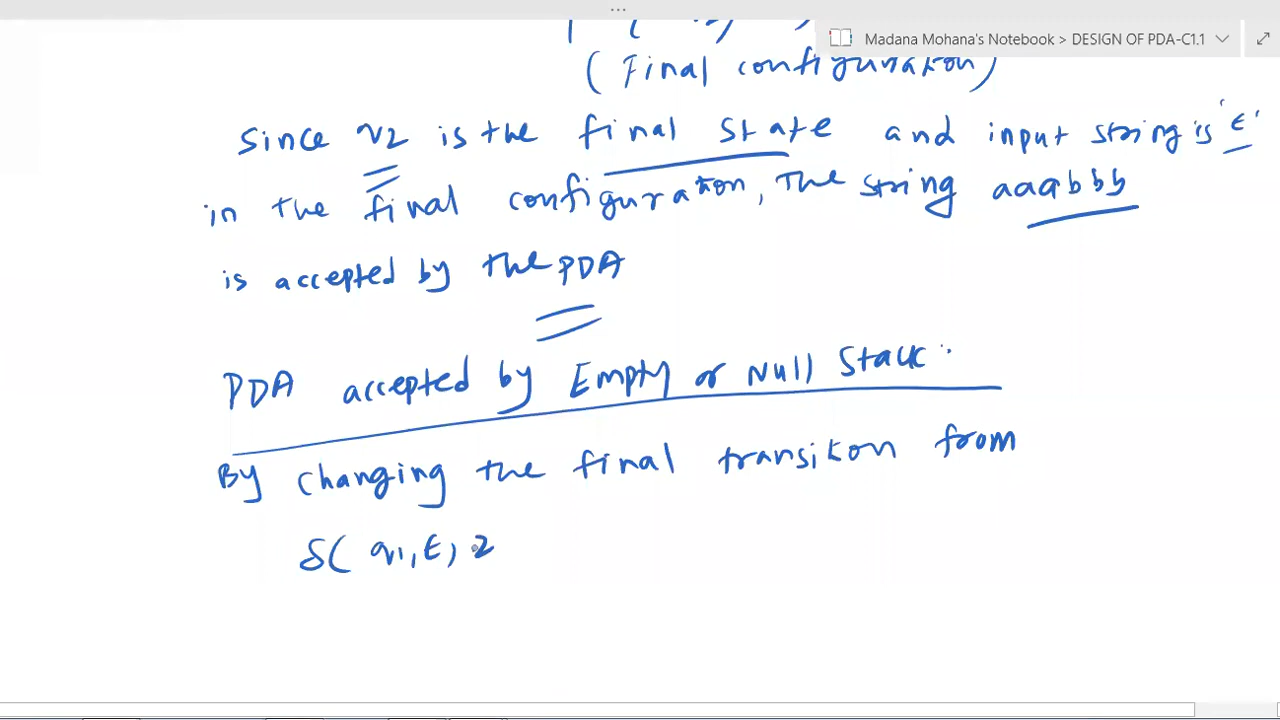 Madana Mohana's Notebook > DESIGN OF PDA-C1.1
(Final configuration)
Since q2 is the final state and input string is 'ε'
in the final configuration, The string aaabbb
is accepted by the PDA
PDA accepted by Empty or Null Stack:
By changing the final transition from
δ( q1, ε, z